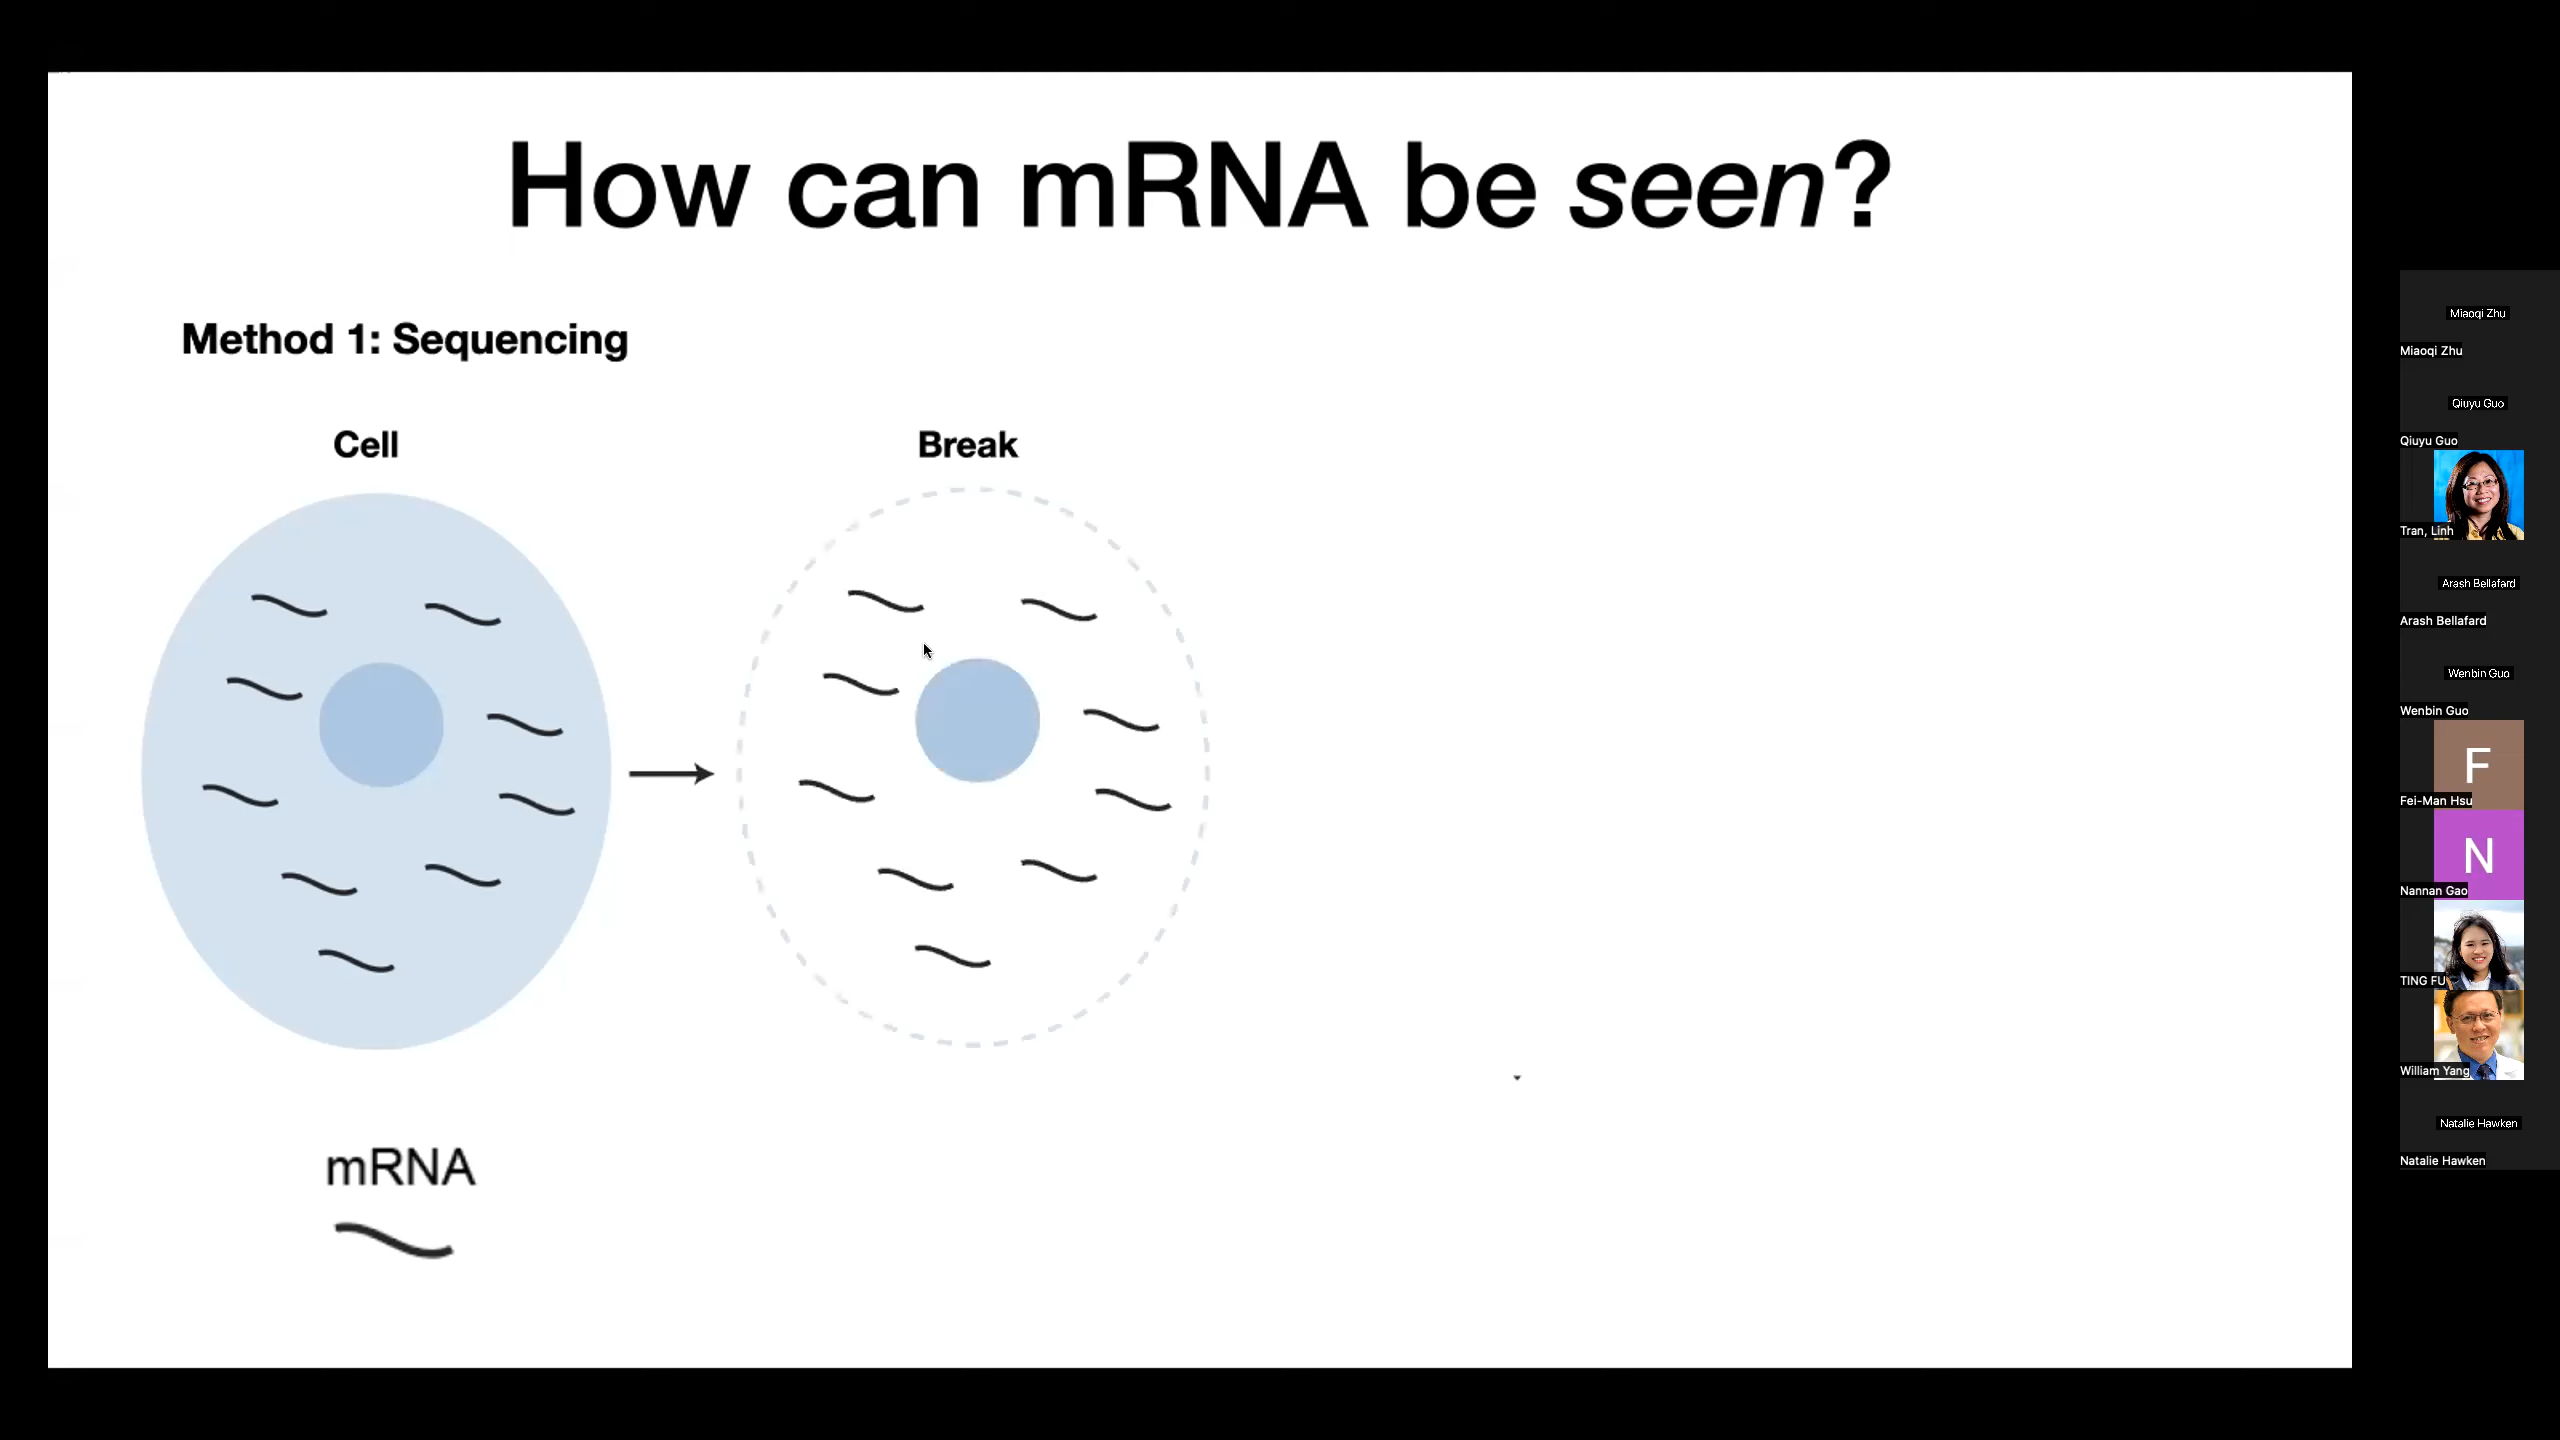 How can mRNA be seen?
Method 1: Sequencing
Cell
Break
mRNA
Miaoqi Zhu
Miaoqi Zhu
Qiuyu Guo
Qiuyu Guo
Tran, Linh
Arash Bellafard
Arash Bellafard
Wenbin Guo
Wenbin Guo
F
Fei-Man Hsu
N
Nannan Gao
TING FU
William Yang
Natalie Hawken
Natalie Hawken